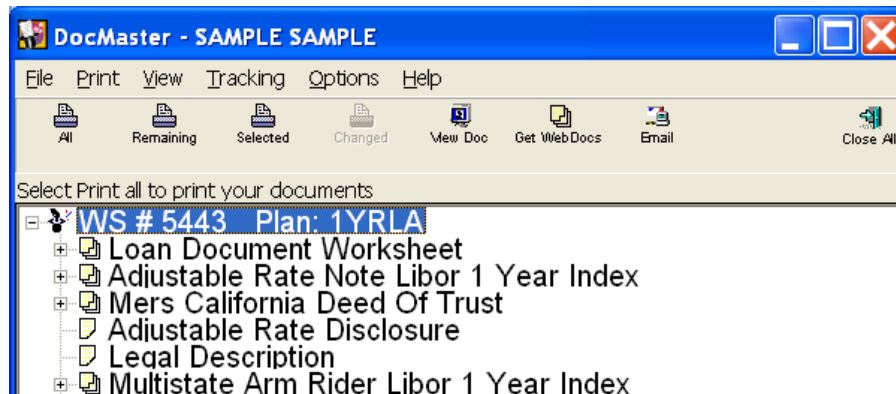 DocMaster - SAMPLE SAMPLE
File Print View Tracking Options Help
All Remaining Selected Changed View Doc Get WebDocs Email Close All
Select Print all to print your documents
WS # 5443 Plan: 1YRLA
Loan Document Worksheet
Adjustable Rate Note Libor 1 Year Index
Mers California Deed Of Trust
Adjustable Rate Disclosure
Legal Description
Multistate Arm Rider Libor 1 Year Index